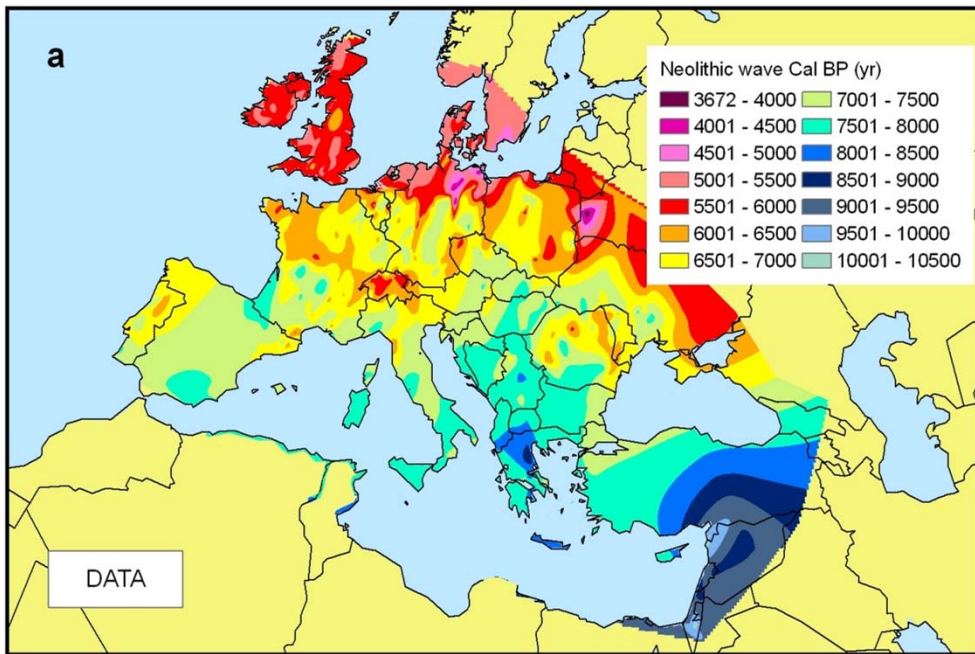 a
Neolithic wave Cal BP (yr)
3672 - 4000 7001 - 7500
4001 - 4500 7501 - 8000
4501 - 5000 8001 - 8500
5001 - 5500 8501 - 9000
5501 - 6000 9001 - 9500
6001 - 6500 9501 - 10000
6501 - 7000 10001 - 10500
DATA